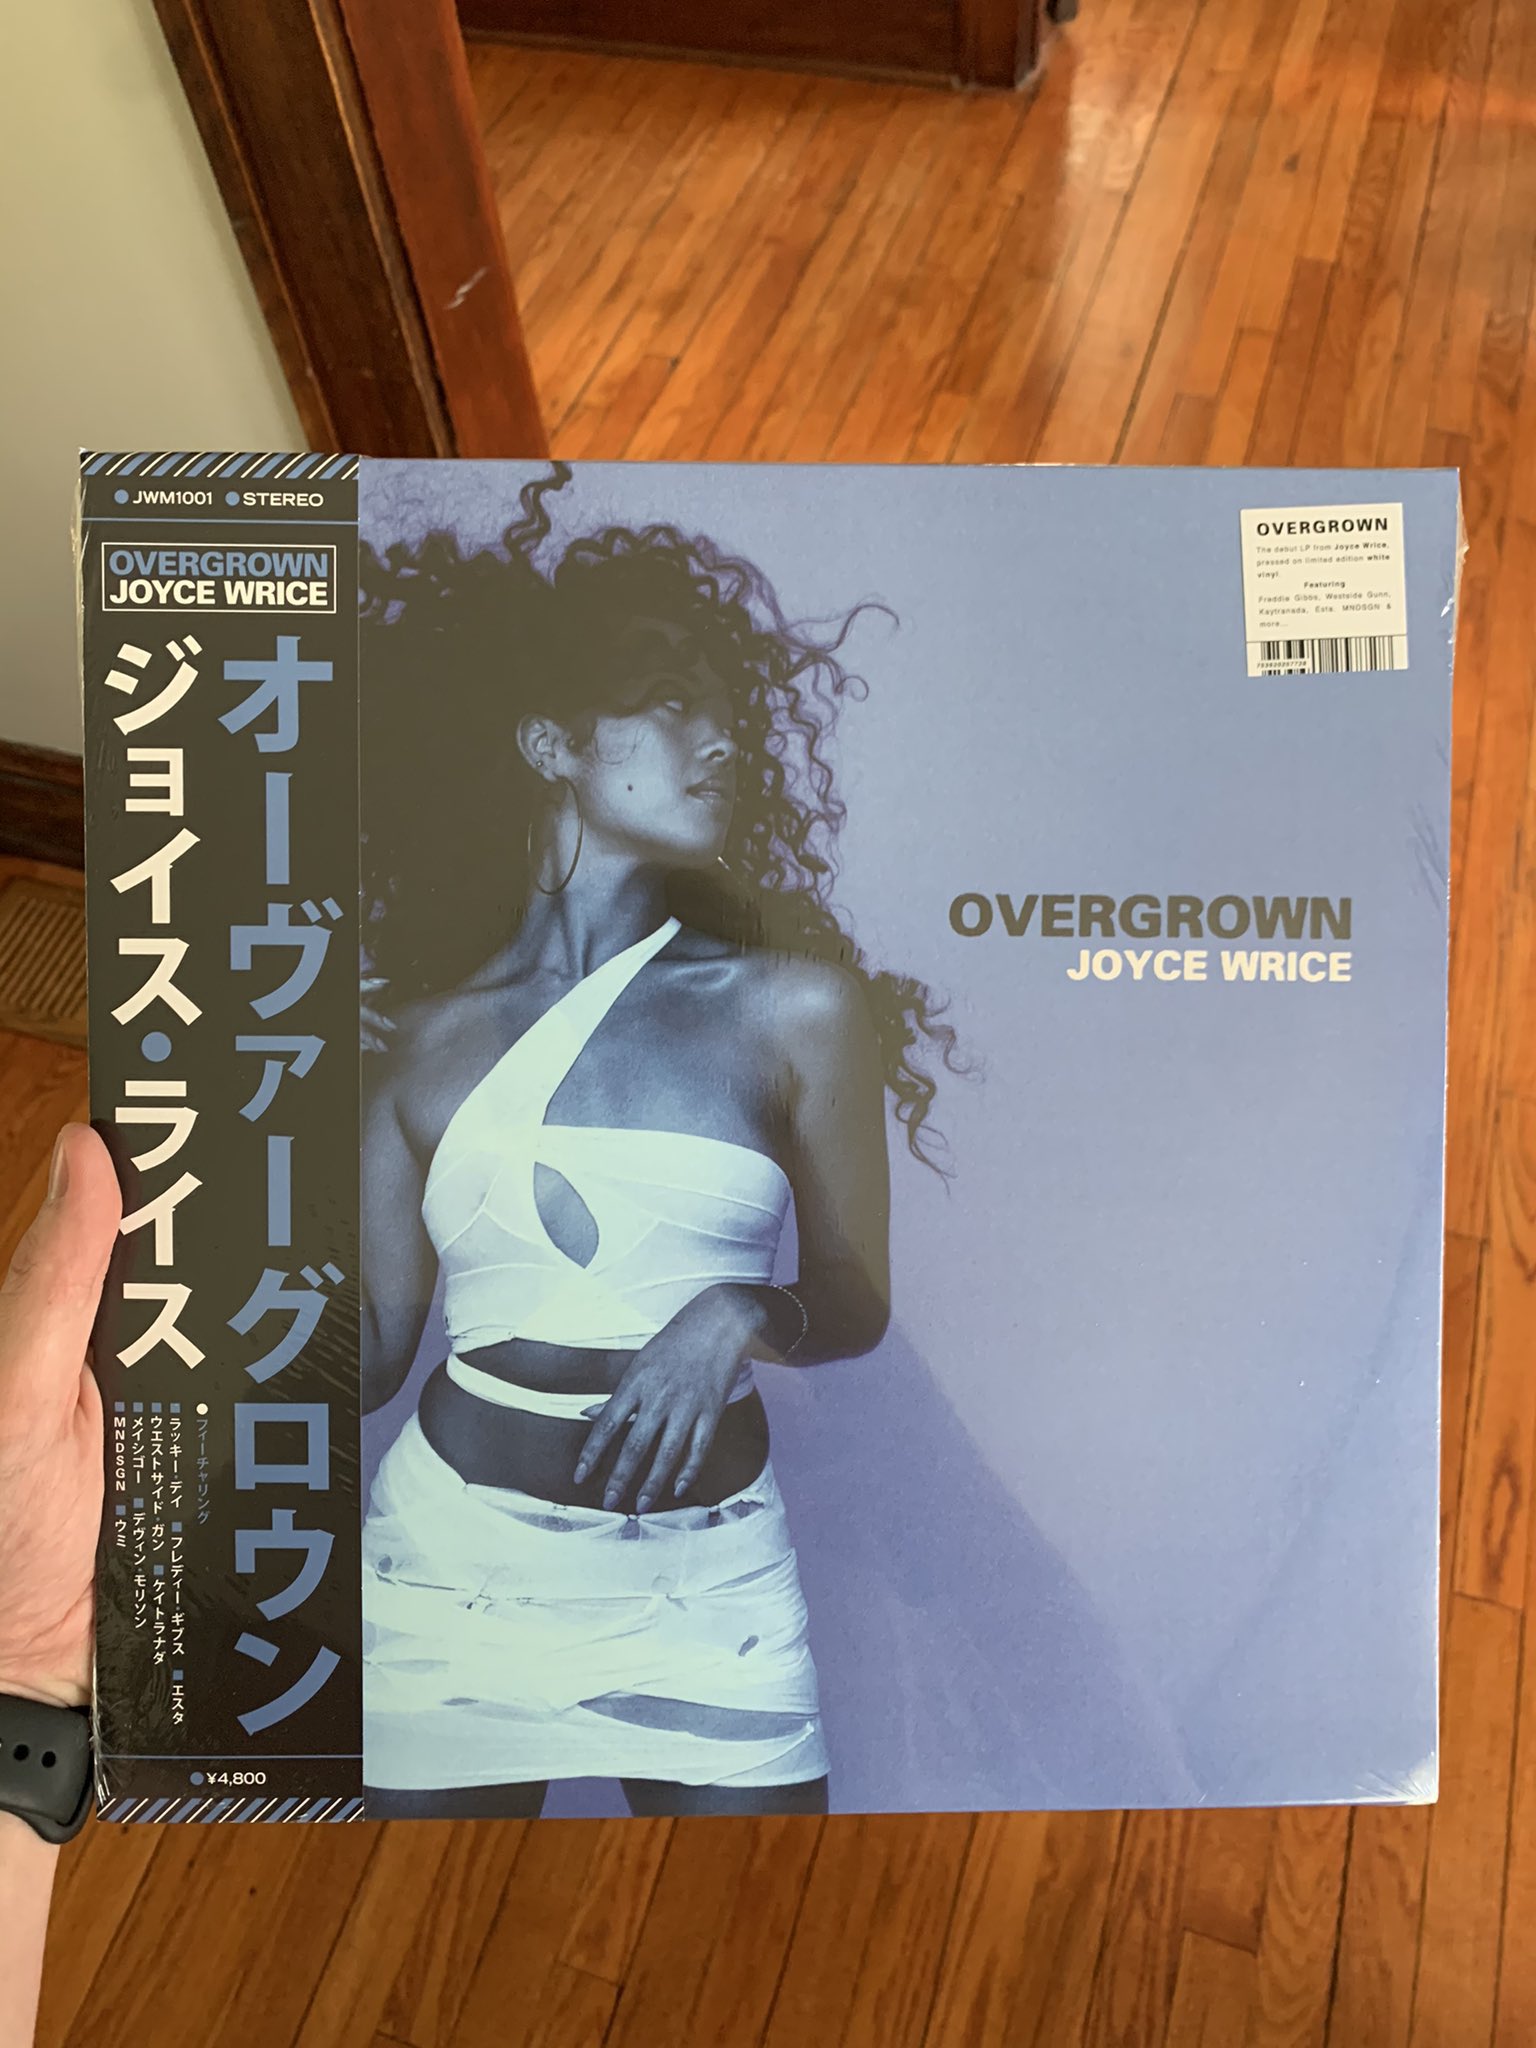 ●JWM1001 ●STEREO
OVERGROWN
JOYCE WRICE
オーヴァーグロウン
ジョイス・ライス
●フィーチャリング
■ラッキー・デイ ■フレディー・ギブス ■エスタ
■ウエストサイド・ガン ■ケイトラナダ
■メイシゴー ■デヴィン・モリソン
■MNDSGN ■ウミ
●¥4,800
OVERGROWN
The debut LP from Joyce Wrice,
pressed on limited edition white
vinyl.
Featuring
Freddie Gibbs, Westside Gunn,
Kaytranada, Esta. MNDSGN &
more...
OVERGROWN
JOYCE WRICE